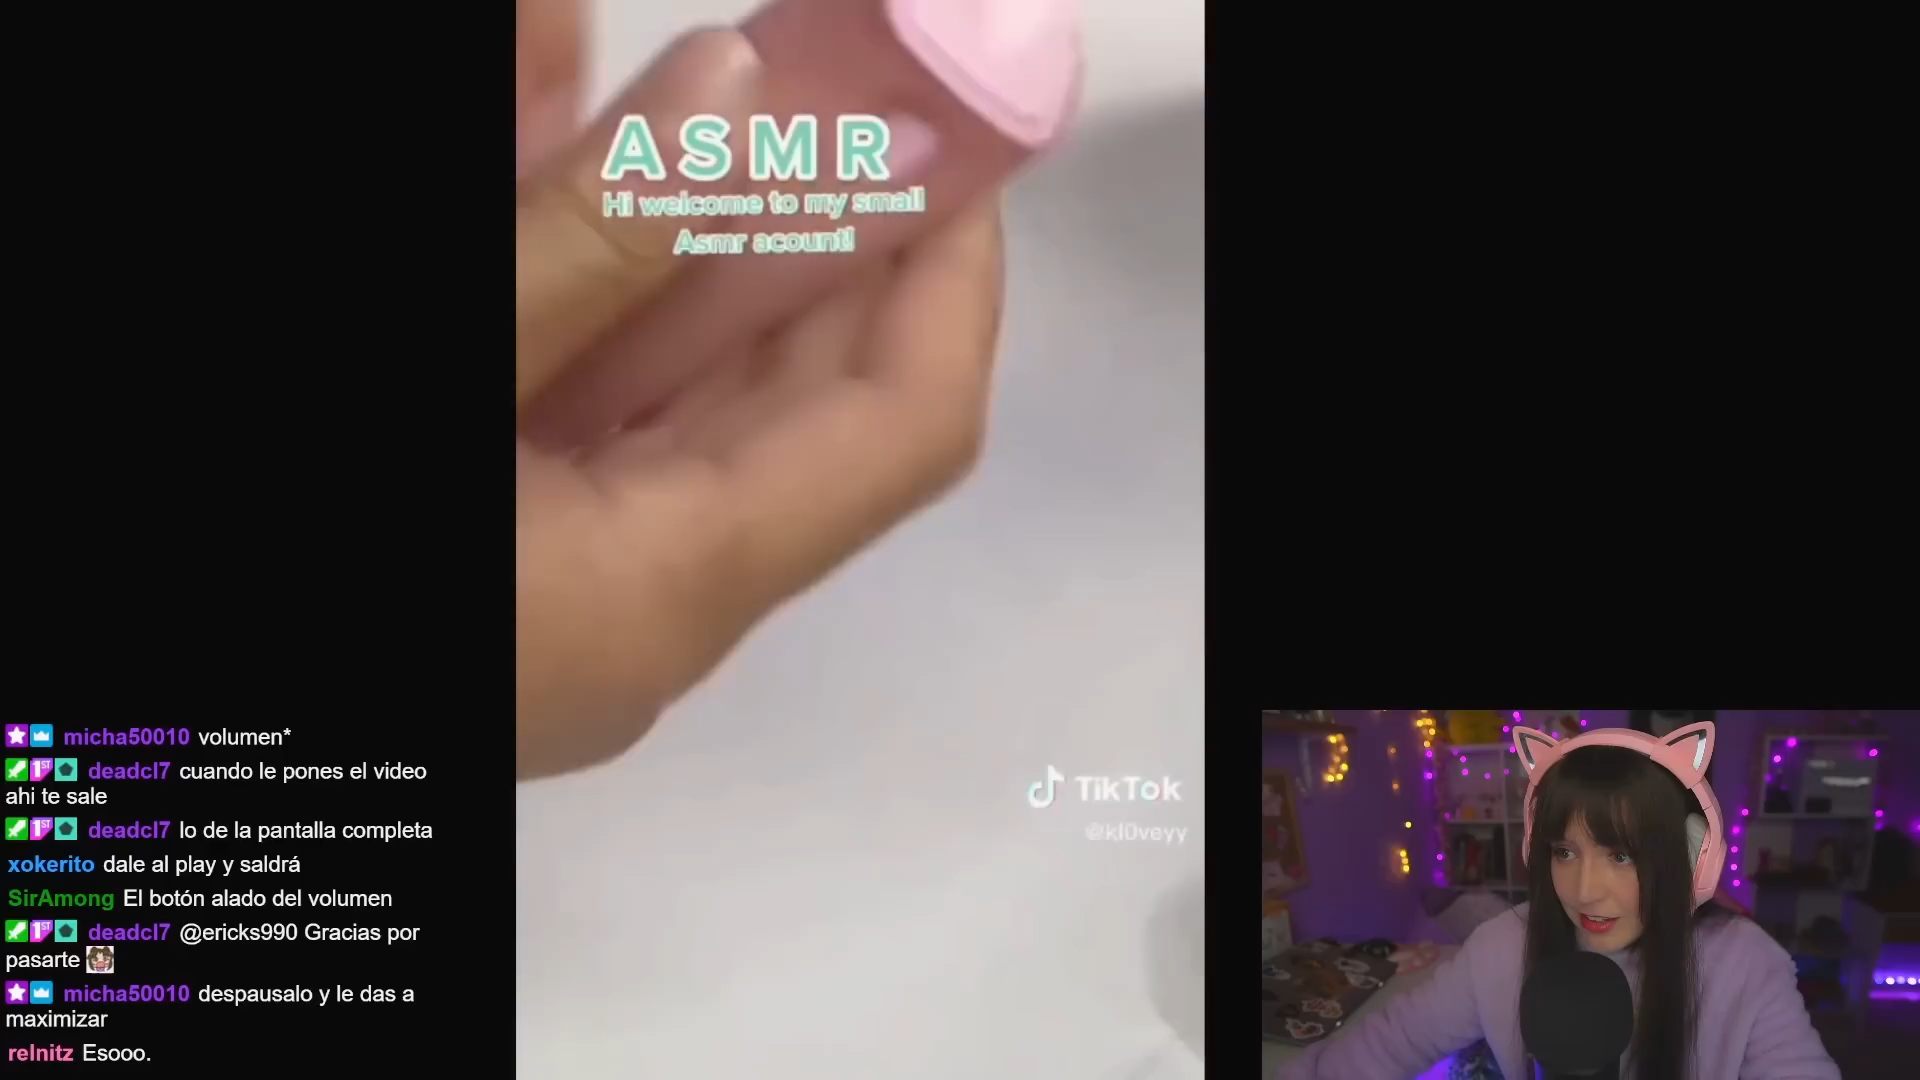 A S M R
Hi welcome to my small
Asmr acount!
TikTok
@kl0veyy
micha50010 volumen*
deadcl7 cuando le pones el video
ahi te sale
deadcl7 lo de la pantalla completa
xokerito dale al play y saldrá
SirAmong El botón alado del volumen
deadcl7 @ericks990 Gracias por
pasarte
micha50010 despausalo y le das a
maximizar
relnitz Esooo.